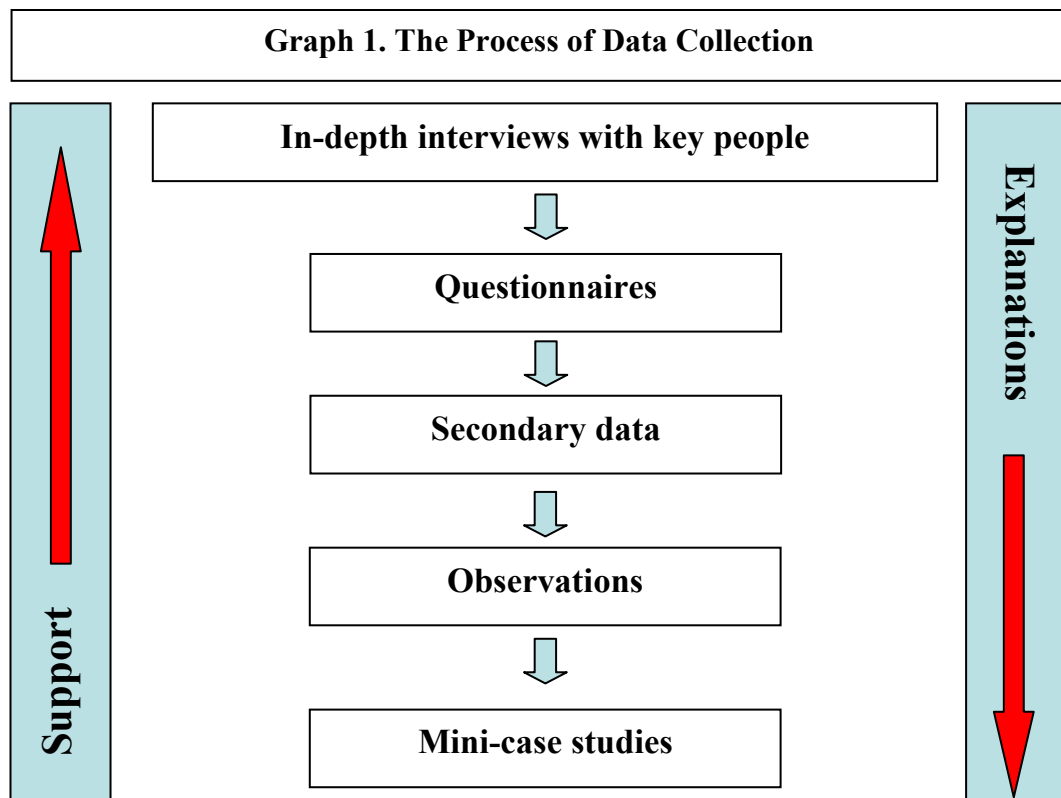 Graph 1. The Process of Data Collection
In-depth interviews with key people
Questionnaires
Secondary data
Observations
Mini-case studies
Support
Explanations